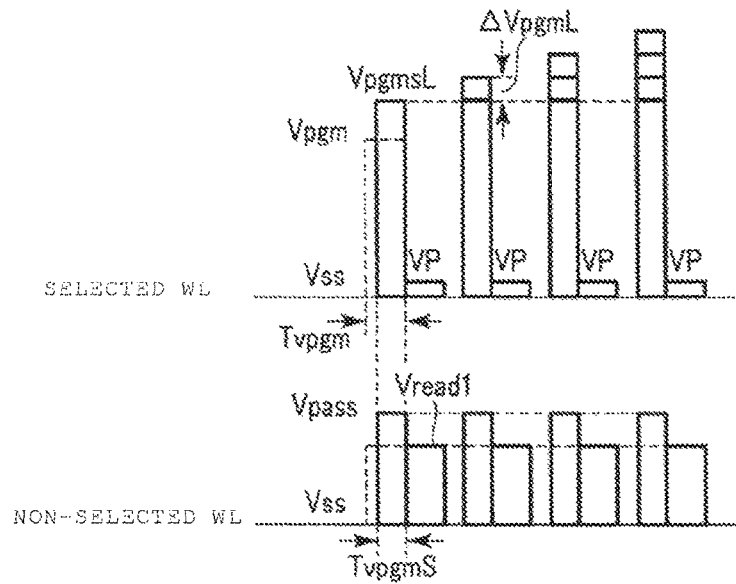 ΔVpgmL
VpgmsL
Vpgm
VP VP VP VP
Vss
SELECTED WL
Tvpgm
Vread1
Vpass
Vss
NON-SELECTED WL
TvpgmS